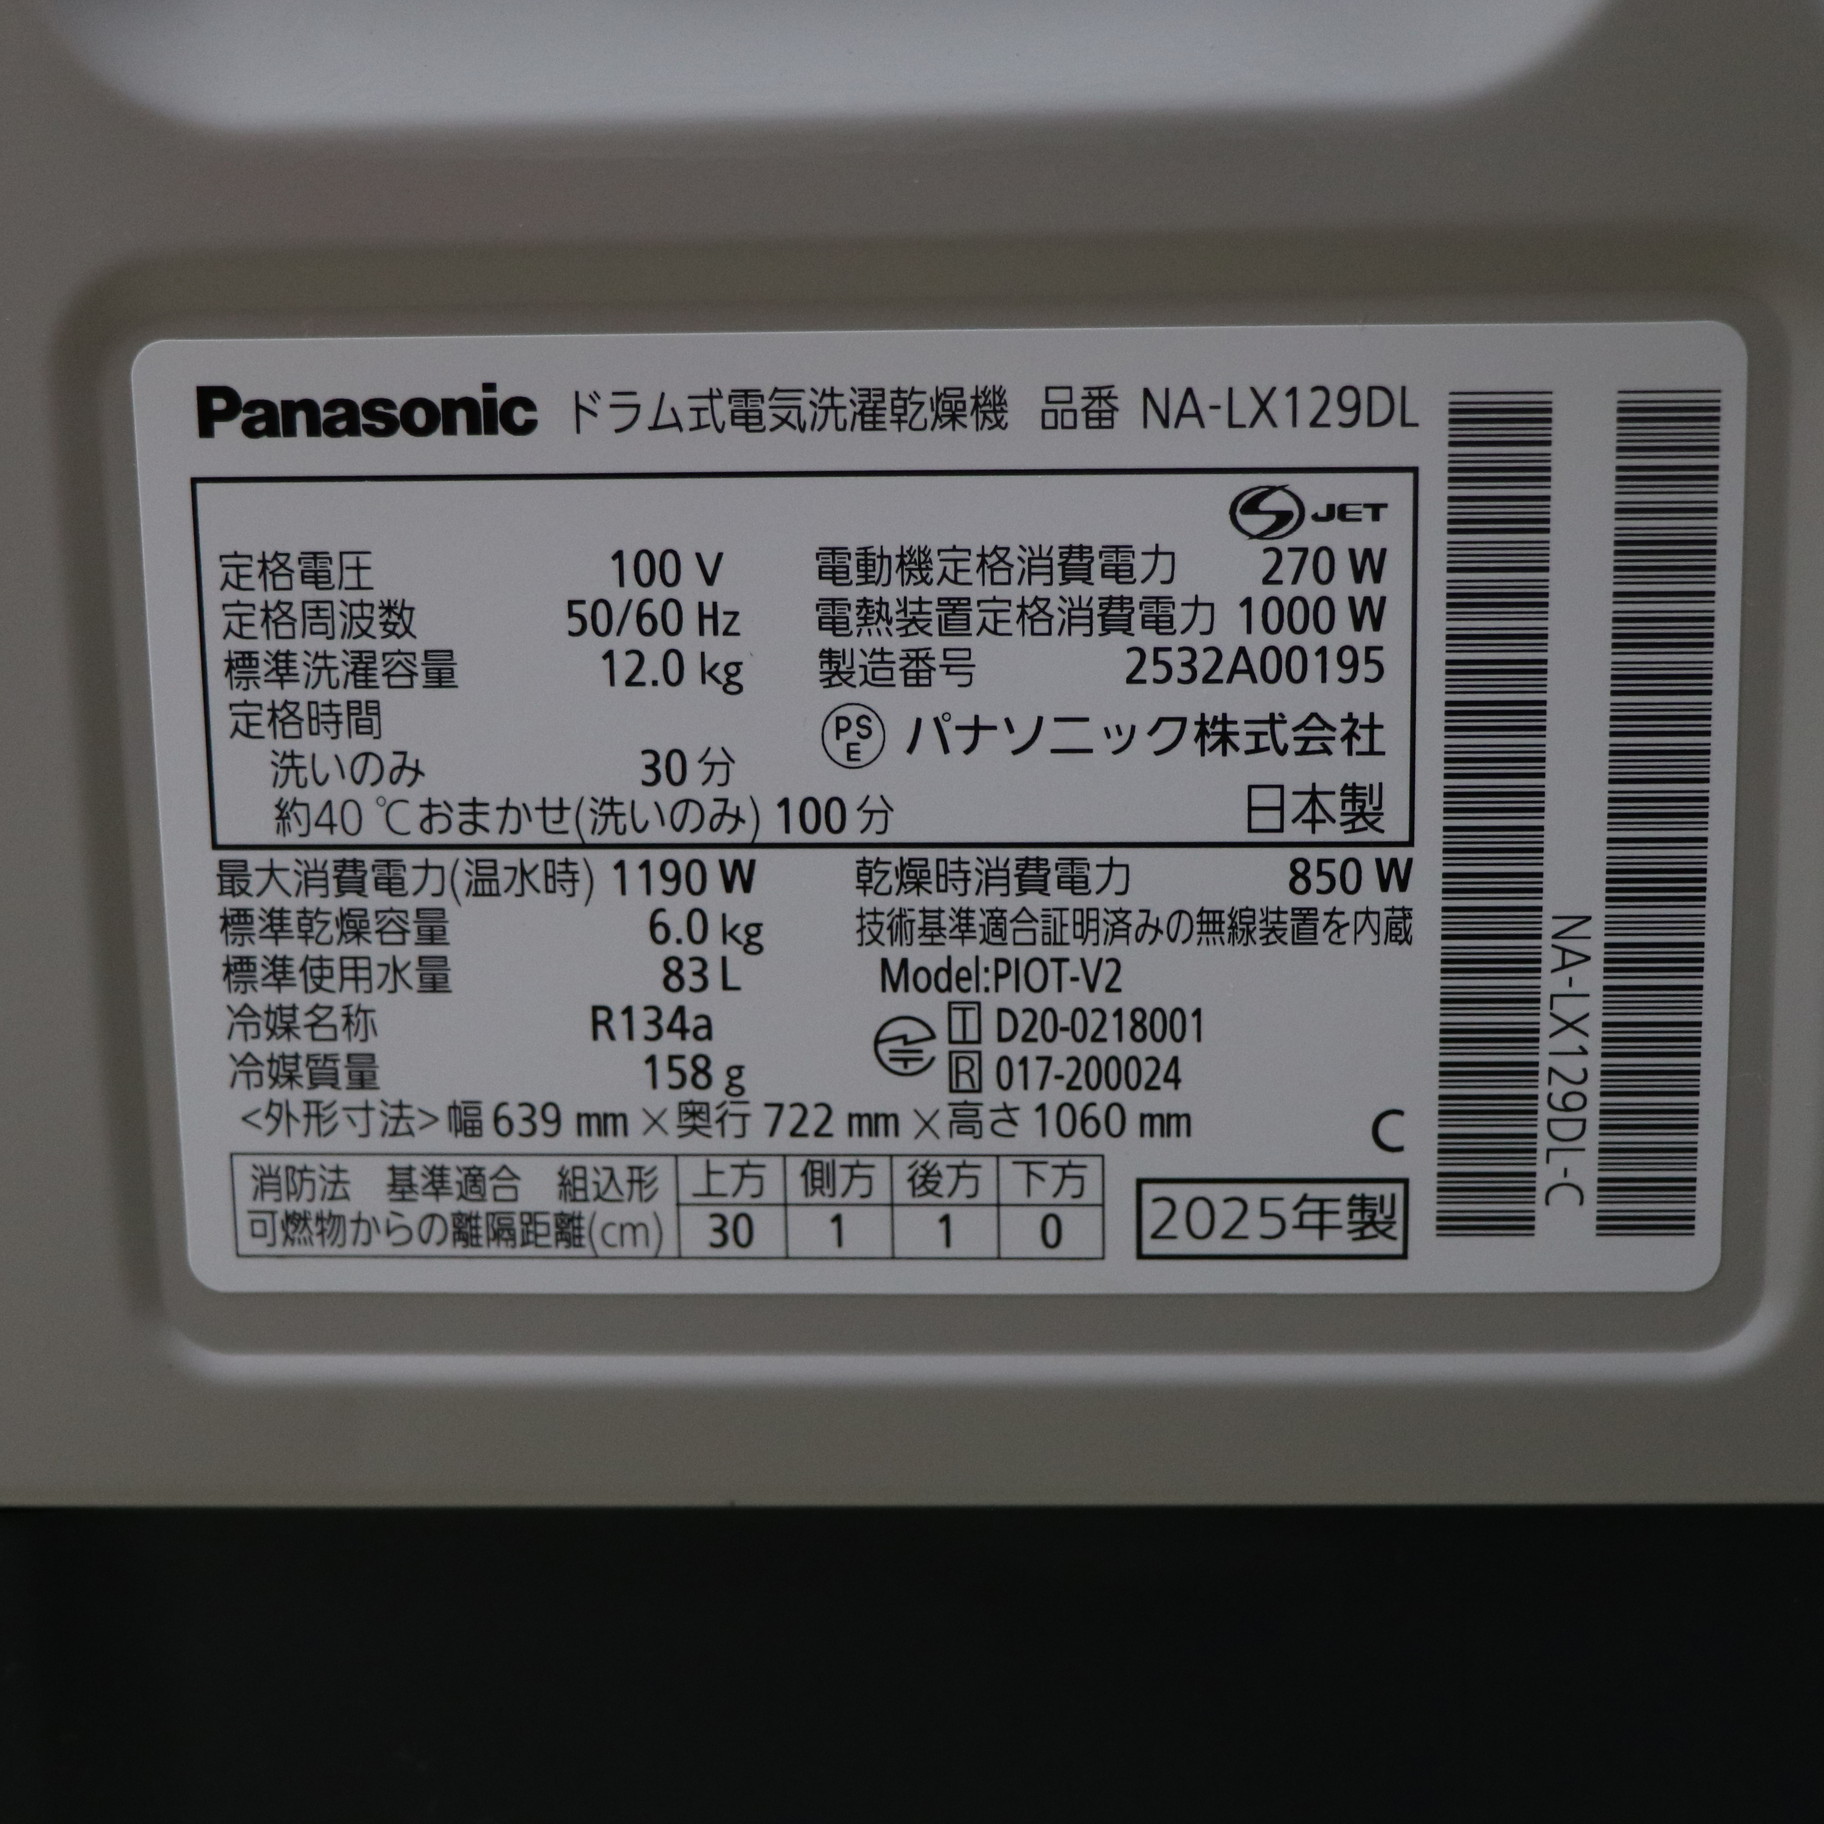 Panasonic ドラム式電気洗濯乾燥機 品番 NA-LX129DL
JET
定格電圧 100 V 電動機定格消費電力 270 W
定格周波数 50/60 Hz 電熱装置定格消費電力 1000 W
標準洗濯容量 12.0 kg 製造番号 2532A00195
定格時間
PS E パナソニック株式会社
洗いのみ 30 分
約40℃おまかせ(洗いのみ) 100 分 日本製
最大消費電力(温水時) 1190 W 乾燥時消費電力 850 W
標準乾燥容量 6.0 kg 技術基準適合証明済みの無線装置を内蔵
標準使用水量 83 L Model:PIOT-V2
冷媒名称 R134a T D20-0218001
冷媒質量 158 g R 017-200024
<外形寸法>幅 639 mm×奥行 722 mm×高さ 1060 mm C
消防法 基準適合 組込形 上方 側方 後方 下方
可燃物からの離隔距離(cm) 30 1 1 0
2025年製
NA-LX129DL-C